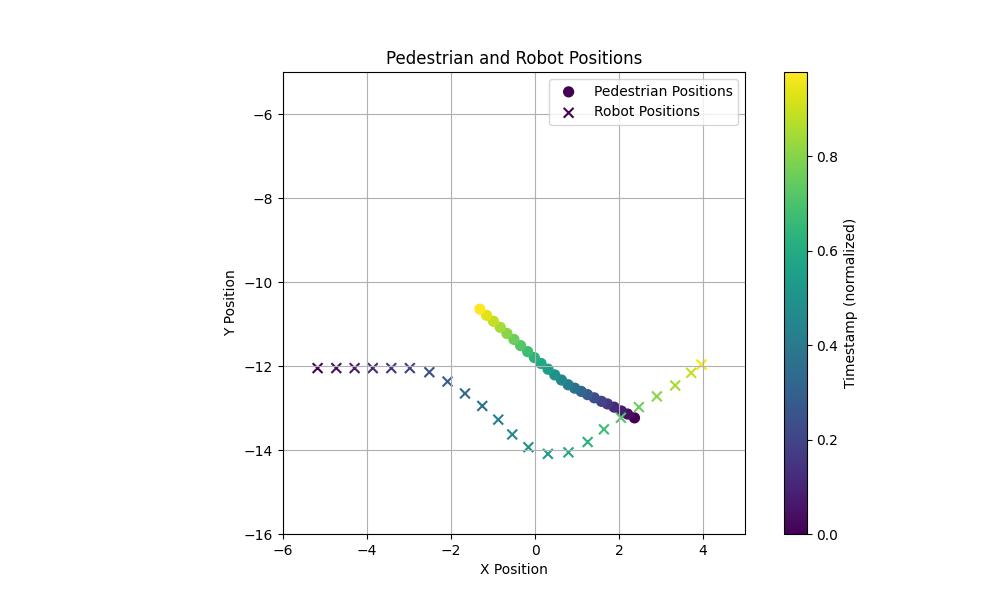 Pedestrian and Robot Positions
Pedestrian Positions
Robot Positions
−6
−8
−10
−12
−14
−16
Y Position
−6
−4
−2
0
2
4
X Position
0.8
0.6
0.4
0.2
0.0
Timestamp (normalized)